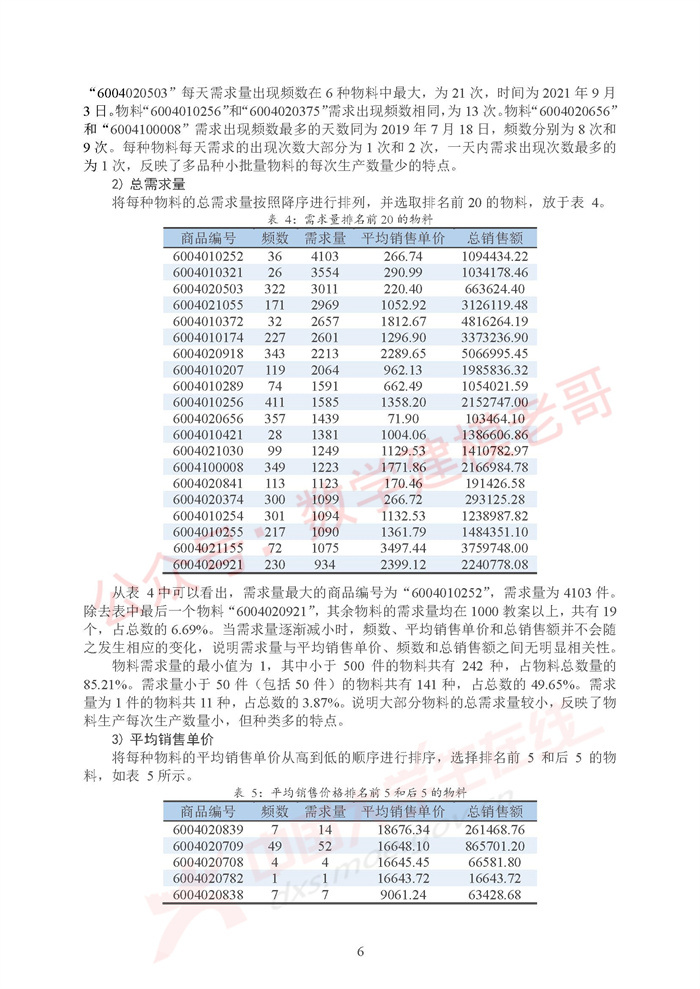 “6004020503”每天需求量出现频数在 6 种物料中最大，为 21 次，时间为 2021 年 9 月
3 日。物料“6004010256”和“6004020375”需求出现频数相同，为 13 次。物料“6004020656”
和“6004100008”需求出现频数最多的天数同为 2019 年 7 月 18 日，频数分别为 8 次和
9 次。每种物料每天需求的出现次数大部分为 1 次和 2 次，一天内需求出现次数最多的
为 1 次，反映了多品种小批量物料的每次生产数量少的特点。
2）总需求量
将每种物料的总需求量按照降序进行排列，并选取排名前 20 的物料，放于表 4。
表 4：需求量排名前 20 的物料
商品编号 频数 需求量 平均销售单价 总销售额
6004010252 36 4103 266.74 1094434.22
6004010321 26 3554 290.99 1034178.46
6004020503 322 3011 220.40 663624.40
6004021055 171 2969 1052.92 3126119.48
6004010372 32 2657 1812.67 4816264.19
6004010174 227 2601 1296.90 3373236.90
6004020918 343 2213 2289.65 5066995.45
6004010207 119 2064 962.13 1985836.32
6004010289 74 1591 662.49 1054021.59
6004010256 411 1585 1358.20 2152747.00
6004020656 357 1439 71.90 103464.10
6004010421 28 1381 1004.06 1386606.86
6004021030 99 1249 1129.53 1410782.97
6004100008 349 1223 1771.86 2166984.78
6004020841 113 1123 170.46 191426.58
6004020374 300 1099 266.72 293125.28
6004010254 301 1094 1132.53 1238987.82
6004010255 217 1090 1361.79 1484351.10
6004021155 72 1075 3497.44 3759748.00
6004020921 230 934 2399.12 2240778.08
从表 4 中可以看出，需求量最大的商品编号为“6004010252”，需求量为 4103 件。
除去表中最后一个物料“6004020921”，其余物料的需求量均在 1000 教案以上，共有 19
个，占总数的 6.69%。当需求量逐渐减小时，频数、平均销售单价和总销售额并不会随
之发生相应的变化，说明需求量与平均销售单价、频数和总销售额之间无明显相关性。
物料需求量的最小值为 1，其中小于 500 件的物料共有 242 种，占物料总数量的
85.21%。需求量小于 50 件（包括 50 件）的物料共有 141 种，占总数的 49.65%。需求
量为 1 件的物料共 11 种，占总数的 3.87%。说明大部分物料的总需求量较小，反映了物
料生产每次生产数量小，但种类多的特点。
3）平均销售单价
将每种物料的平均销售单价从高到低的顺序进行排序，选择排名前 5 和后 5 的物
料，如表 5 所示。
表 5：平均销售价格排名前 5 和后 5 的物料
商品编号 频数 需求量 平均销售单价 总销售额
6004020839 7 14 18676.34 261468.76
6004020709 49 52 16648.10 865701.20
6004020708 4 4 16645.45 66581.80
6004020782 1 1 16643.72 16643.72
6004020838 7 7 9061.24 63428.68
6
公众号：数学建模老哥
中国大学生在线